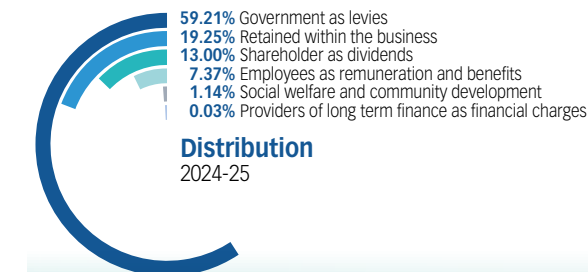 59.21% Government as levies
19.25% Retained within the business
13.00% Shareholder as dividends
7.37% Employees as remuneration and benefits
1.14% Social welfare and community development
0.03% Providers of long term finance as financial charges
Distribution
2024-25